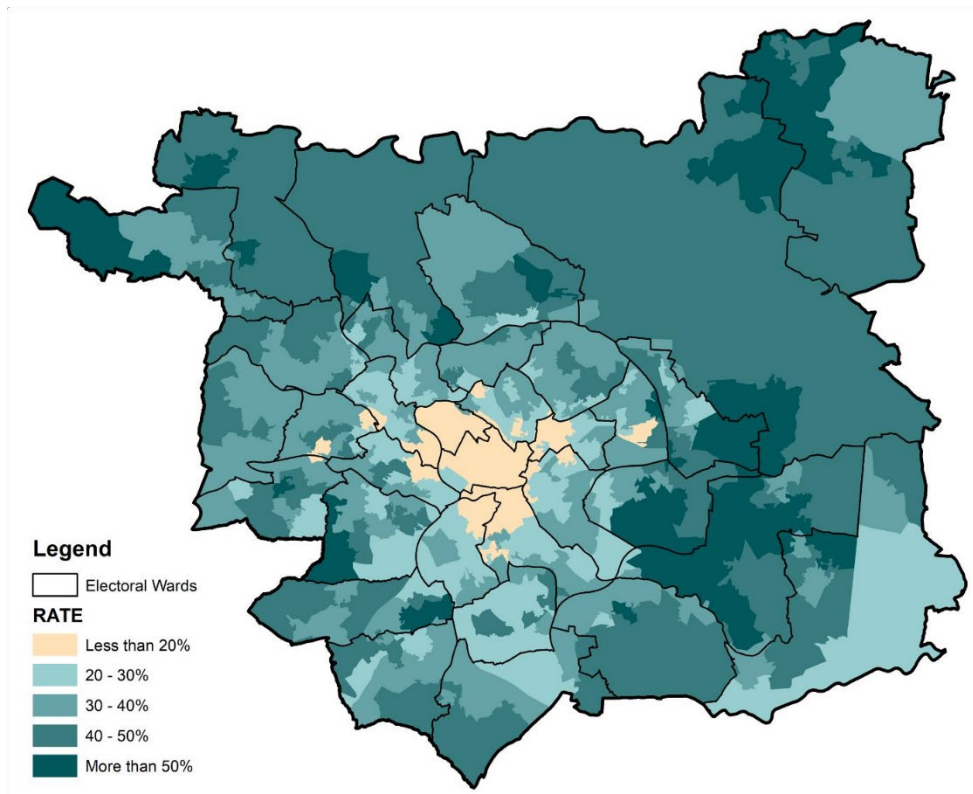 Legend
Electoral Wards
RATE
Less than 20%
20 - 30%
30 - 40%
40 - 50%
More than 50%